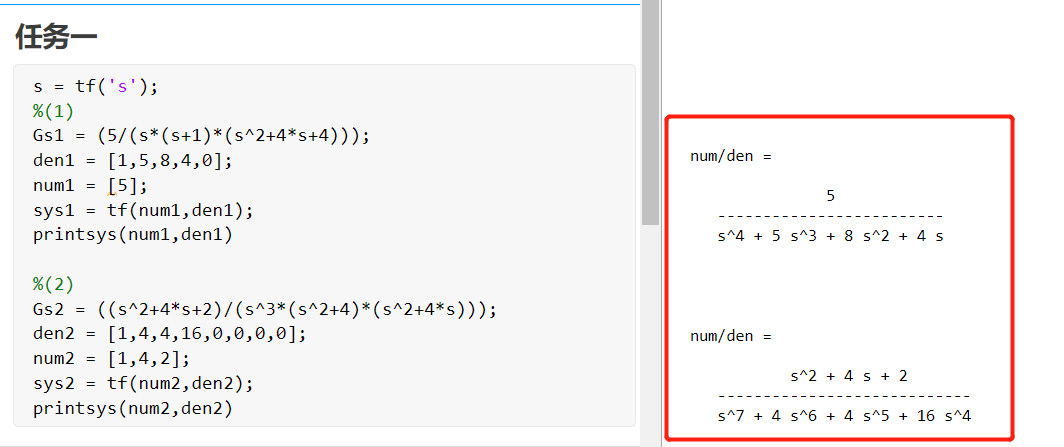 任务一
s = tf('s');
%(1)
Gs1 = (5/(s*(s+1)*(s^2+4*s+4)));
den1 = [1,5,8,4,0];
num1 = [5];
sys1 = tf(num1,den1);
printsys(num1,den1)
%(2)
Gs2 = ((s^2+4*s+2)/(s^3*(s^2+4)*(s^2+4*s)));
den2 = [1,4,4,16,0,0,0,0];
num2 = [1,4,2];
sys2 = tf(num2,den2);
printsys(num2,den2)
num/den =
5
-------------------------
s^4 + 5 s^3 + 8 s^2 + 4 s
num/den =
s^2 + 4 s + 2
----------------------------
s^7 + 4 s^6 + 4 s^5 + 16 s^4